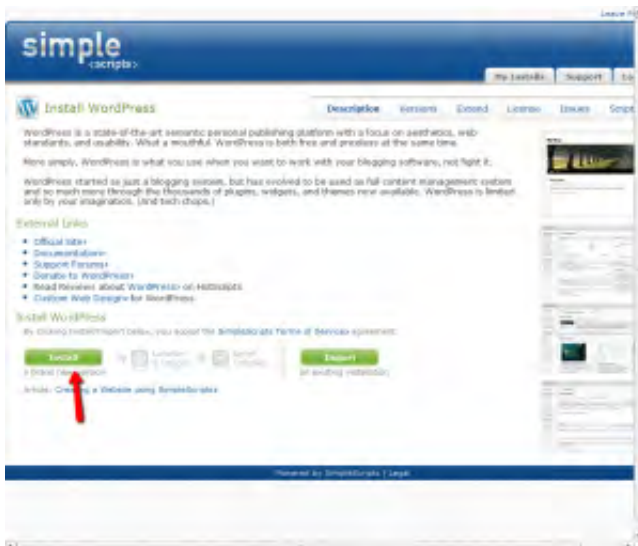 Leave
simple
<scripts>
My Installs Support
Install WordPress
Description Versions Extend License Issues Script
WordPress is a state-of-the-art semantic personal publishing platform with a focus on aesthetics, web
standards, and usability. What a mouthful. WordPress is both free and priceless at the same time.
More simply, WordPress is what you use when you want to work with your blogging software, not fight it.
WordPress started as just a blogging system, but has evolved to be used as full content management system
and so much more through the thousands of plugins, widgets, and themes now available. WordPress is limited
only by your imagination. (And tech chops.)
External Links
Official Site
Documentation
Support Forums
Donate to WordPress
Read Reviews about WordPress on HotScripts
Custom Web Designs for WordPress
Install WordPress
By clicking Install/Import below, you accept the SimpleScripts Terms of Service agreement.
Install
Import
a brand new version
an existing installation
Article: Creating a Website using SimpleScripts
Powered by SimpleScripts | Legal